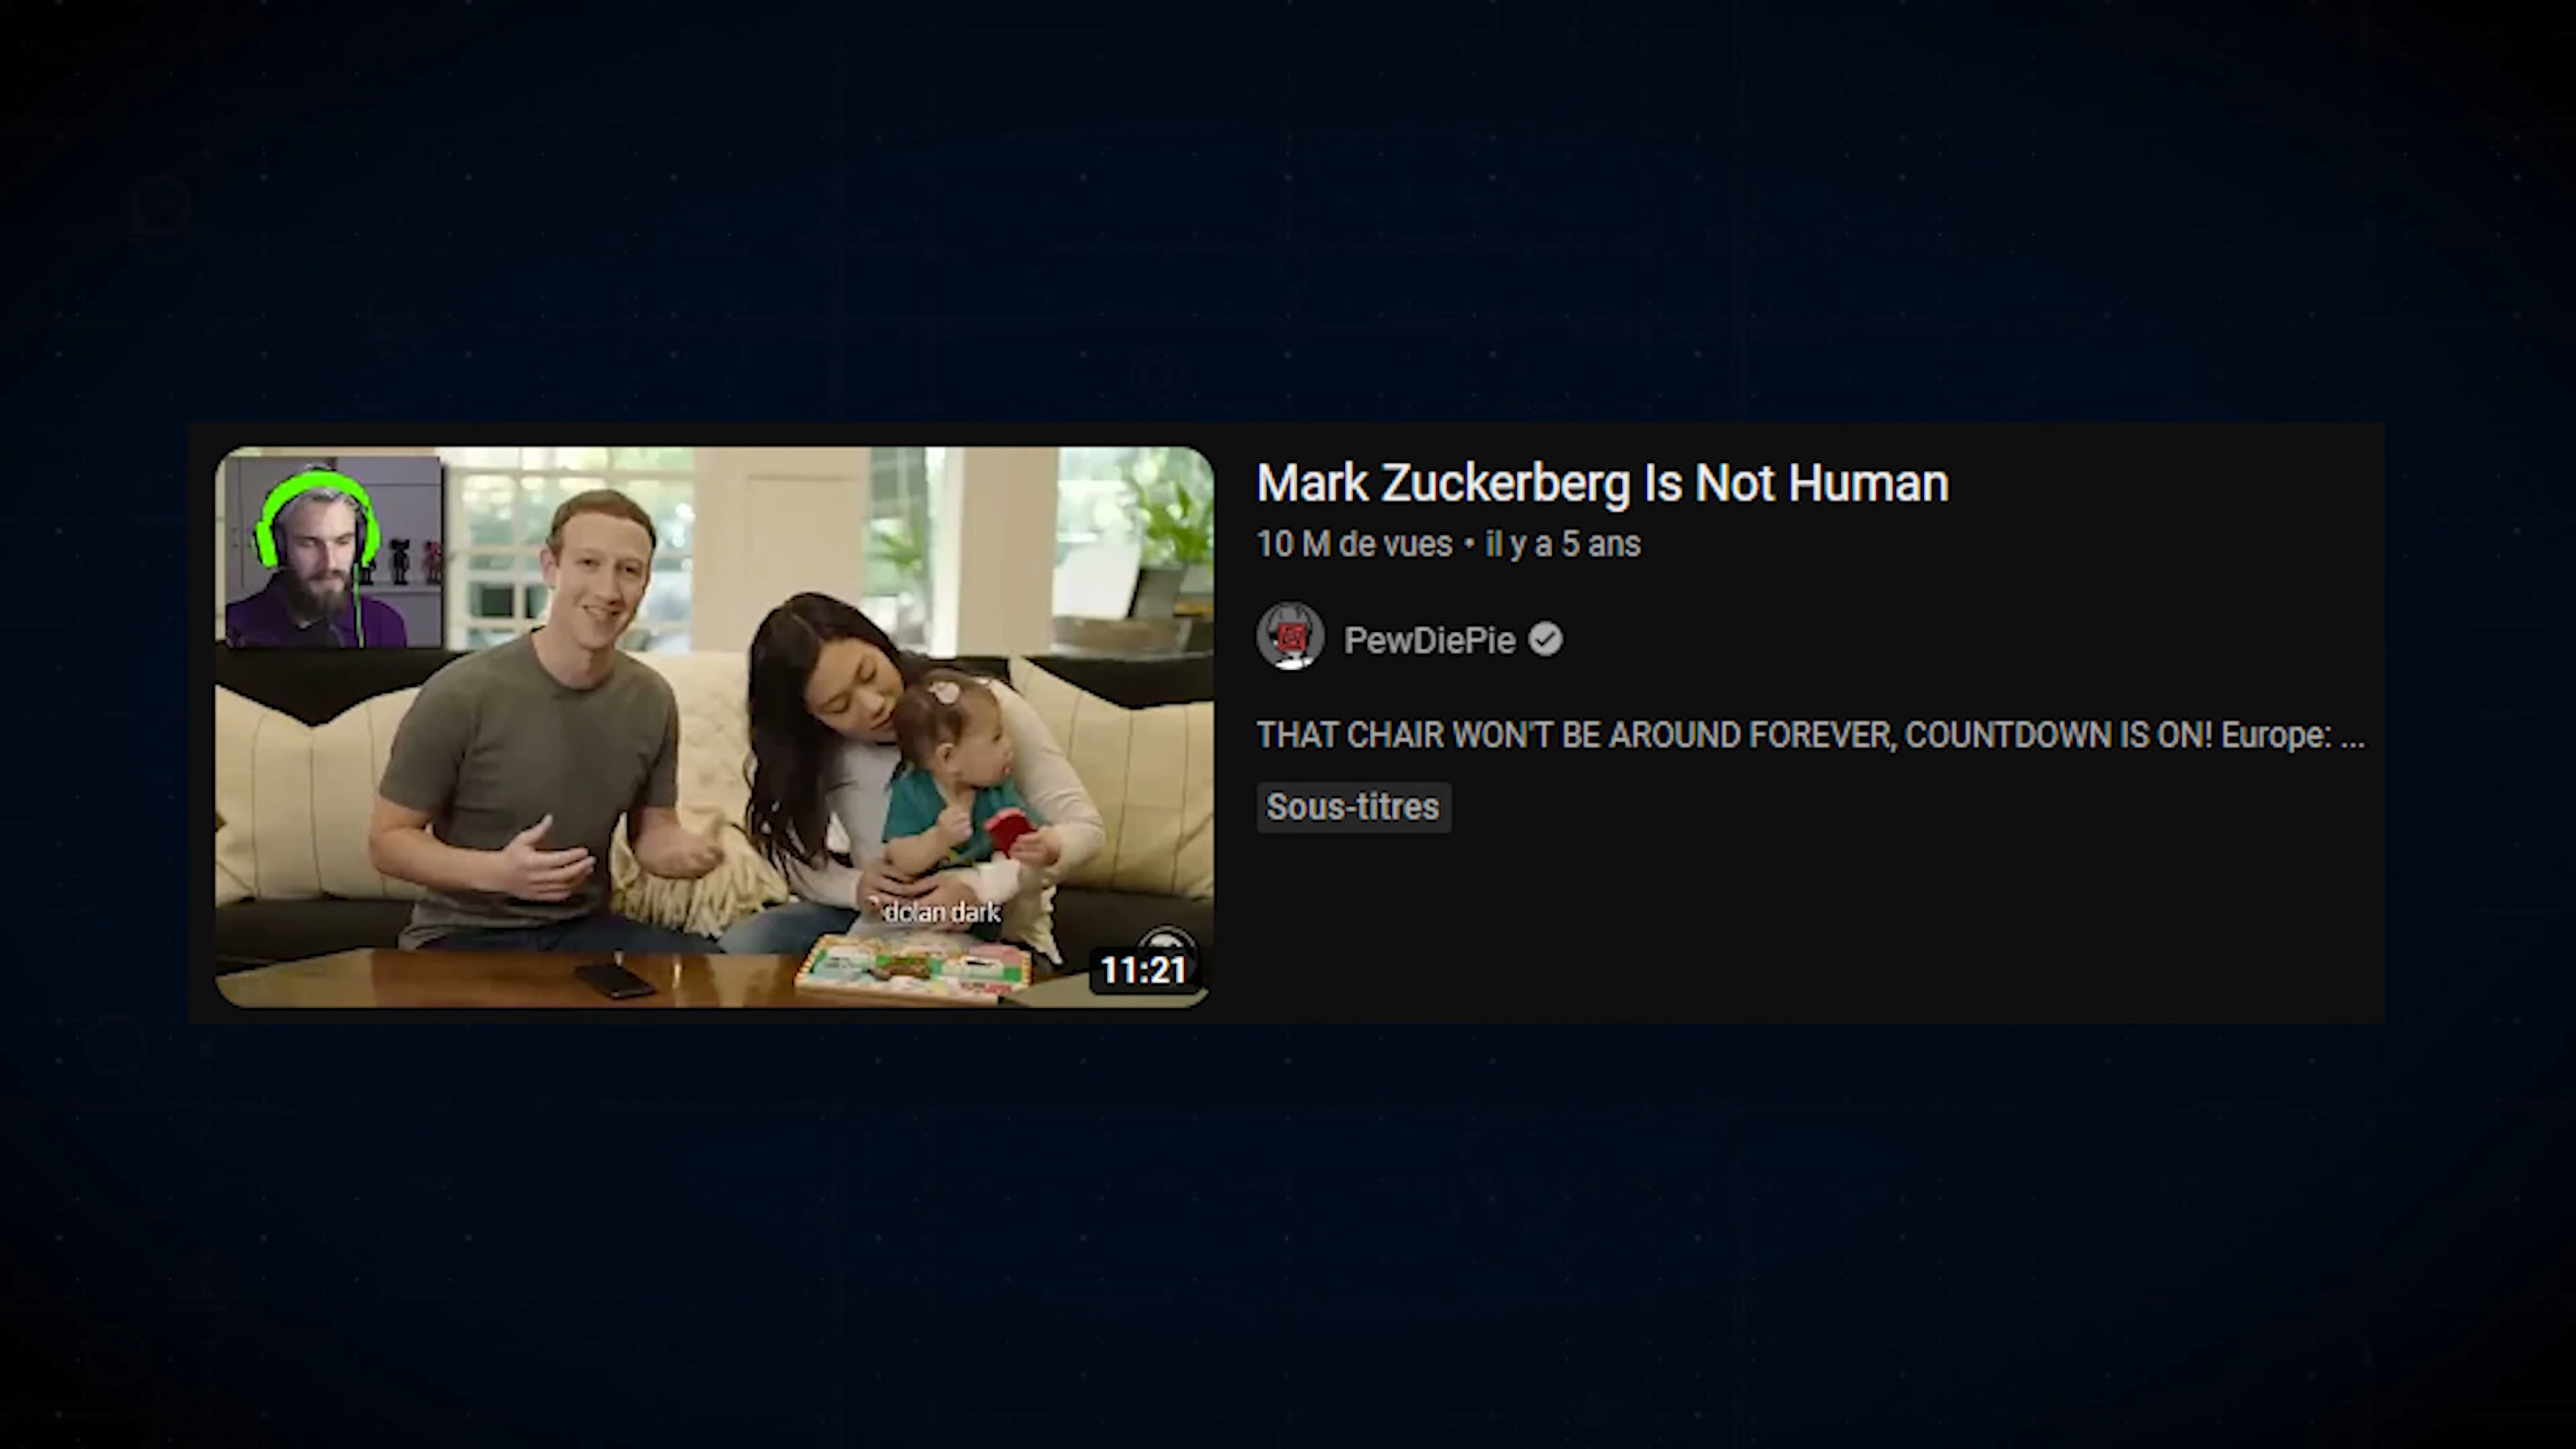 Mark Zuckerberg Is Not Human
10 M de vues • il y a 5 ans
PewDiePie
THAT CHAIR WON'T BE AROUND FOREVER, COUNTDOWN IS ON! Europe: ...
Sous-titres
dolan dark
11:21